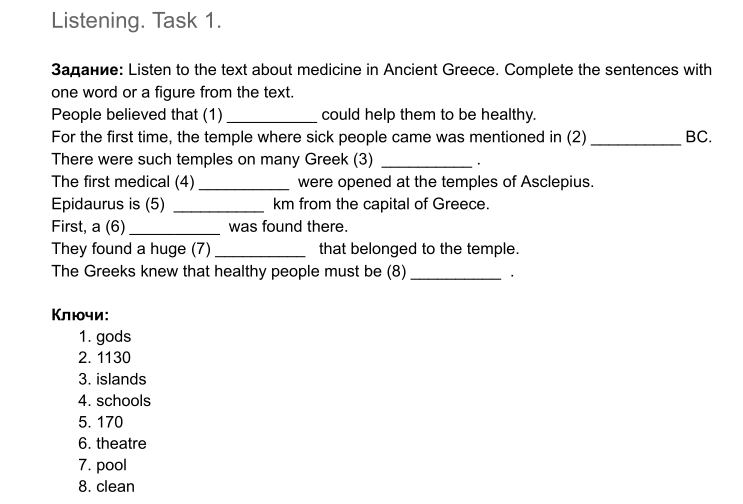 Listening. Task 1.
Задание: Listen to the text about medicine in Ancient Greece. Complete the sentences with
one word or a figure from the text.
People believed that (1) __________ could help them to be healthy.
For the first time, the temple where sick people came was mentioned in (2) __________ BC.
There were such temples on many Greek (3) __________ .
The first medical (4) __________ were opened at the temples of Asclepius.
Epidaurus is (5) __________ km from the capital of Greece.
First, a (6) __________ was found there.
They found a huge (7) __________ that belonged to the temple.
The Greeks knew that healthy people must be (8) __________ .
Ключи:
1. gods
2. 1130
3. islands
4. schools
5. 170
6. theatre
7. pool
8. clean